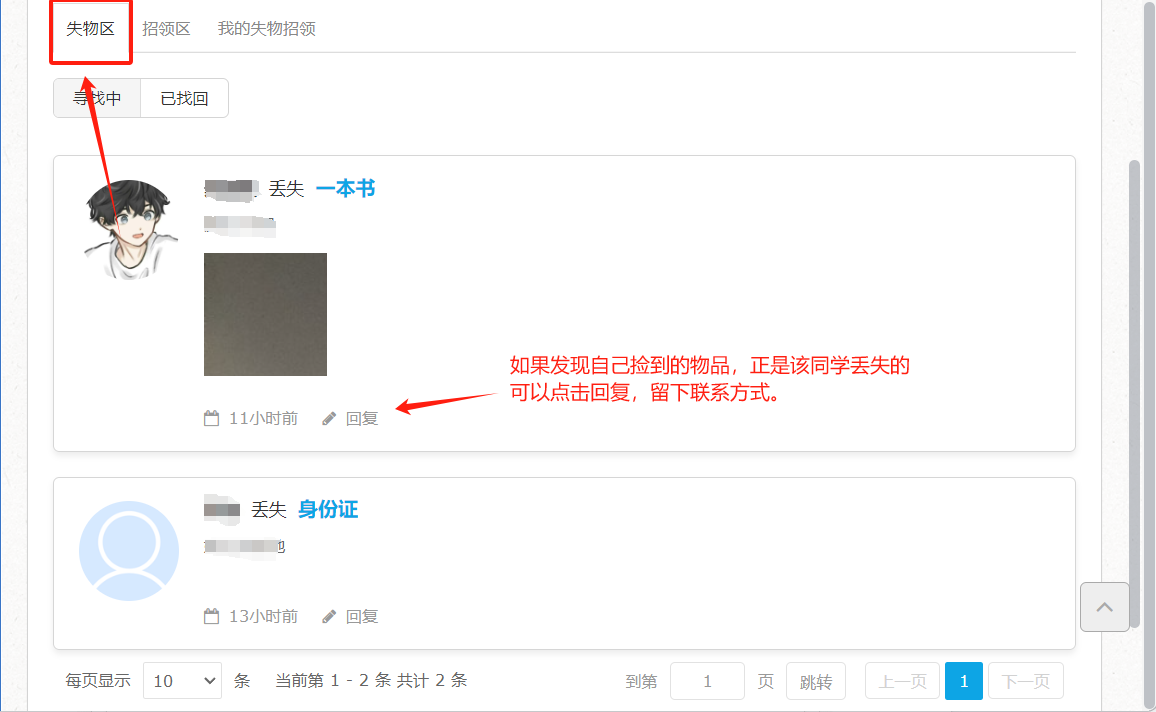 失物区 招领区 我的失物招领
寻找中 已找回
丢失 一本书
如果发现自己捡到的物品，正是该同学丢失的
可以点击回复，留下联系方式。
11小时前 回复
丢失 身份证
13小时前 回复
每页显示 10 条 当前第 1 - 2 条 共计 2 条 到第 1 页 跳转 上一页 1 下一页